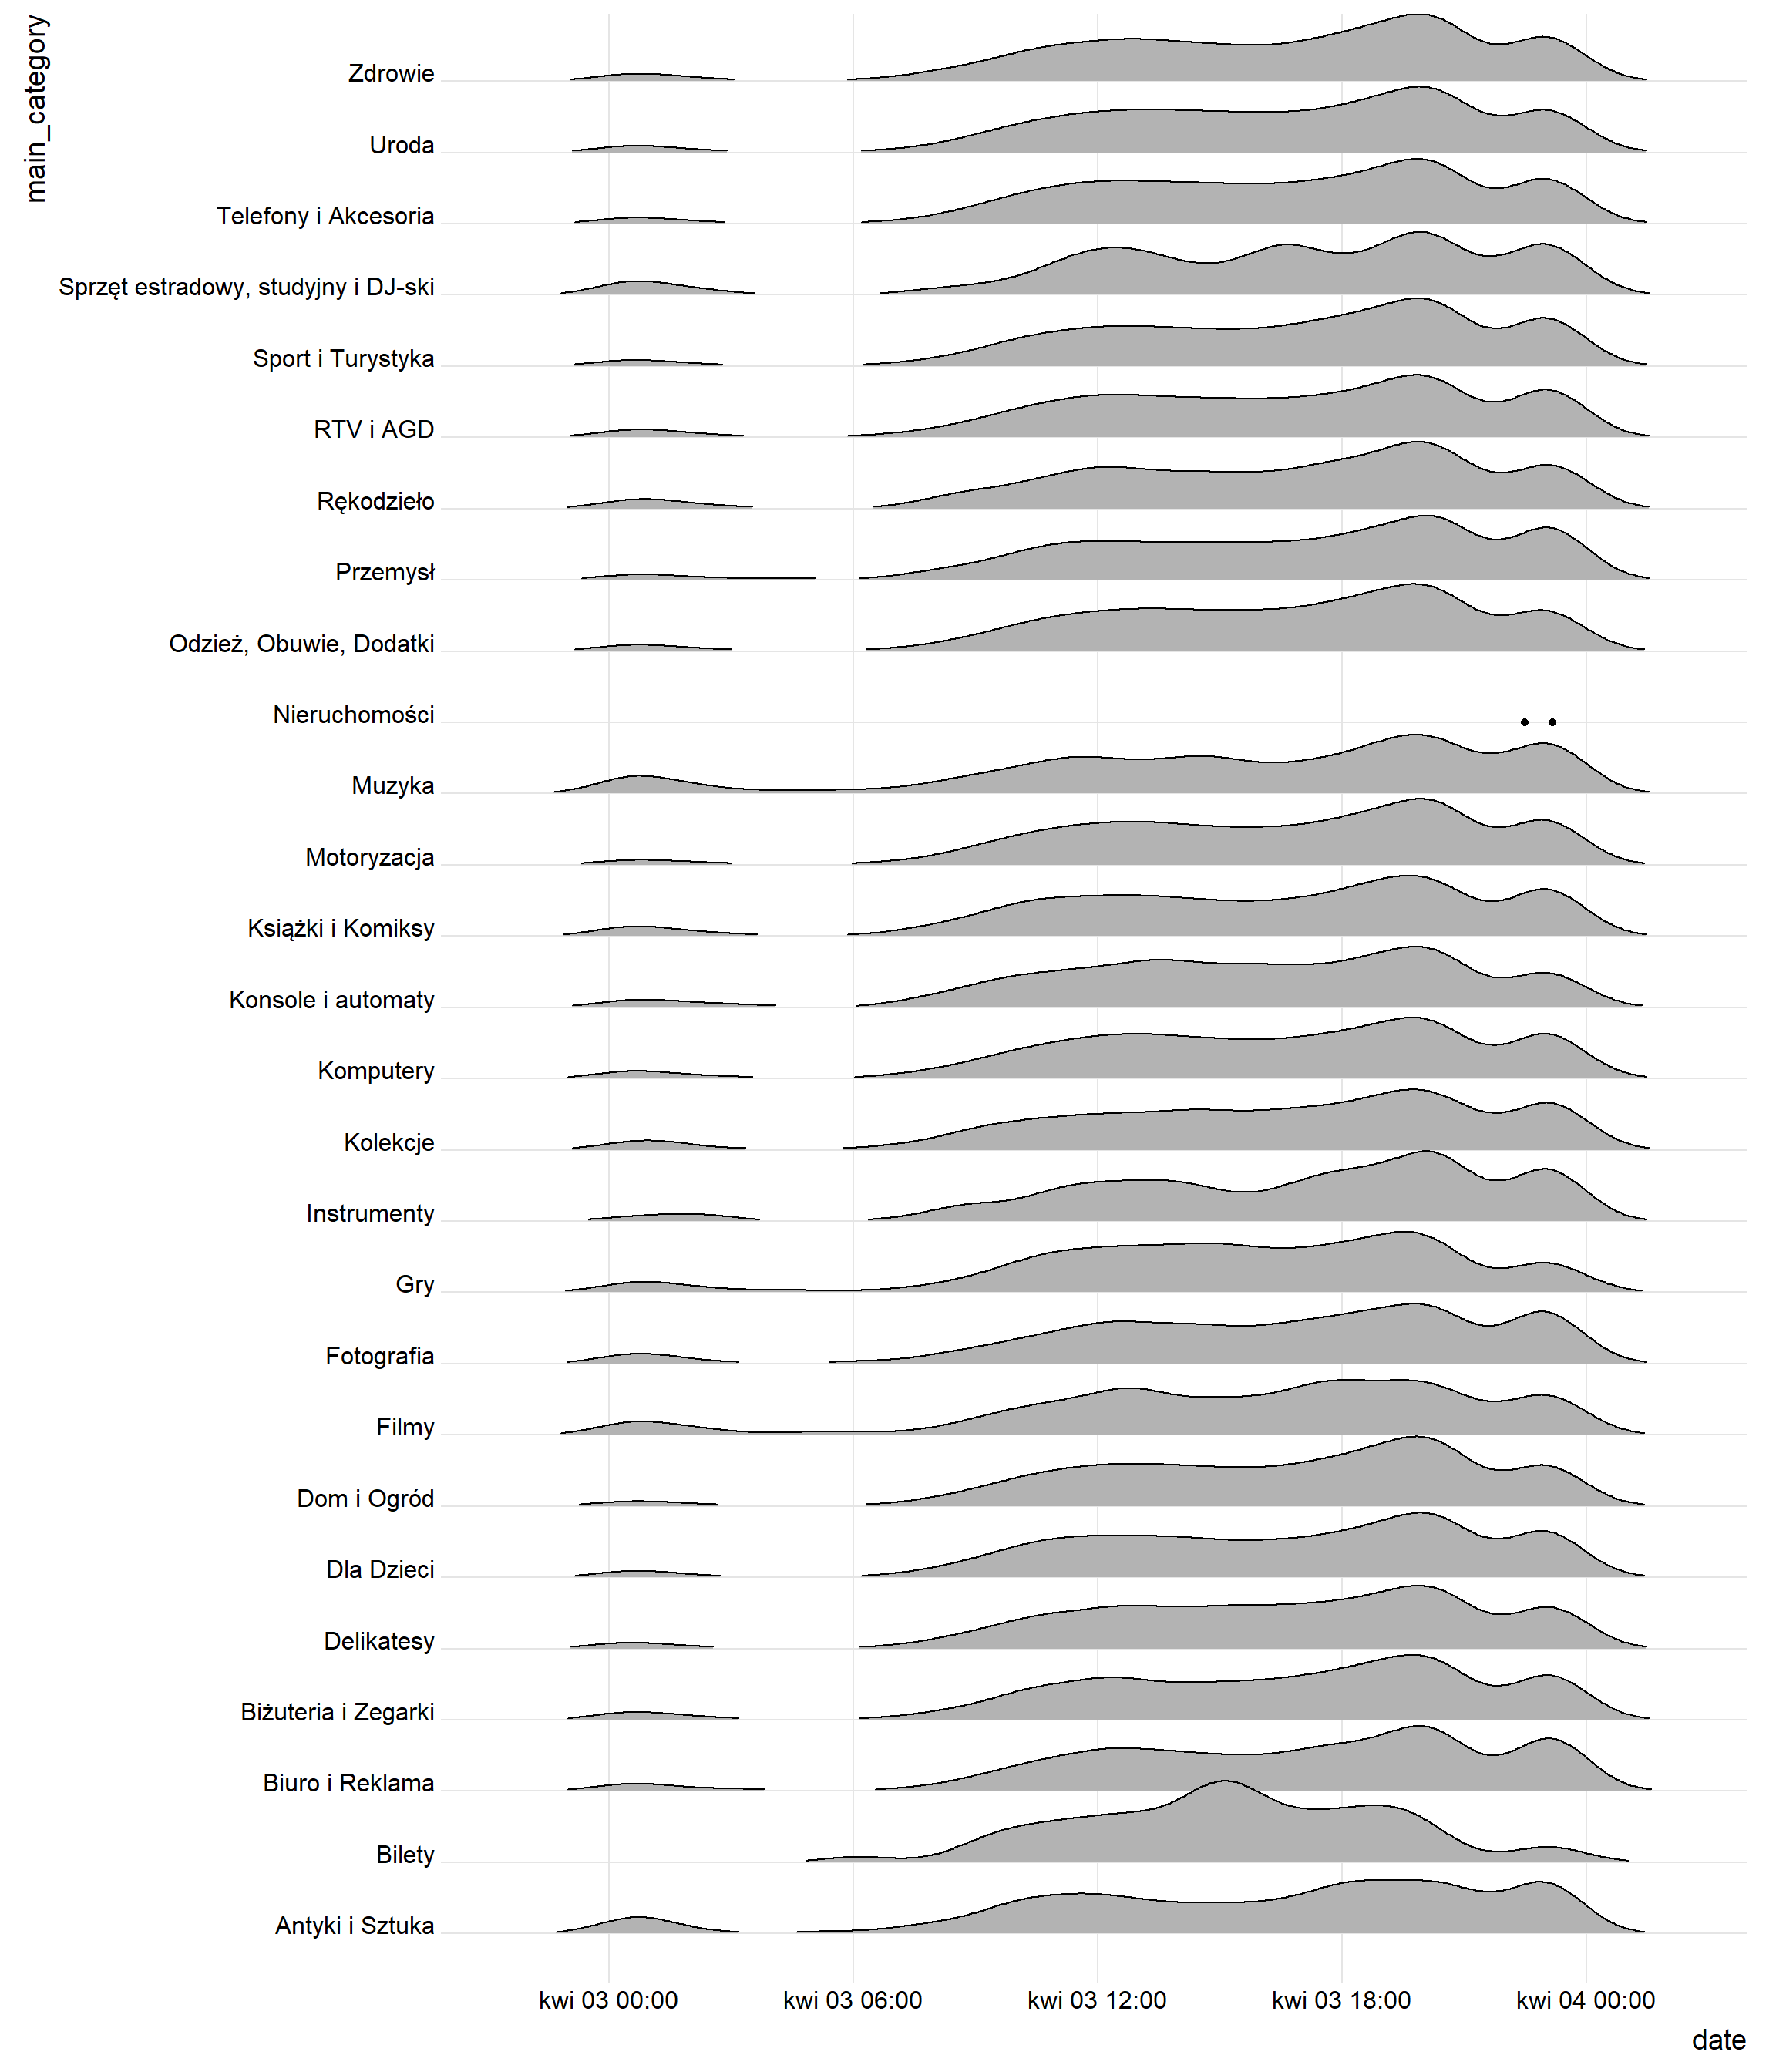 main_category
Zdrowie
Uroda
Telefony i Akcesoria
Sprzęt estradowy, studyjny i DJ-ski
Sport i Turystyka
RTV i AGD
Rękodzieło
Przemysł
Odzież, Obuwie, Dodatki
Nieruchomości
Muzyka
Motoryzacja
Książki i Komiksy
Konsole i automaty
Komputery
Kolekcje
Instrumenty
Gry
Fotografia
Filmy
Dom i Ogród
Dla Dzieci
Delikatesy
Biżuteria i Zegarki
Biuro i Reklama
Bilety
Antyki i Sztuka
kwi 03 00:00 kwi 03 06:00 kwi 03 12:00 kwi 03 18:00 kwi 04 00:00
date